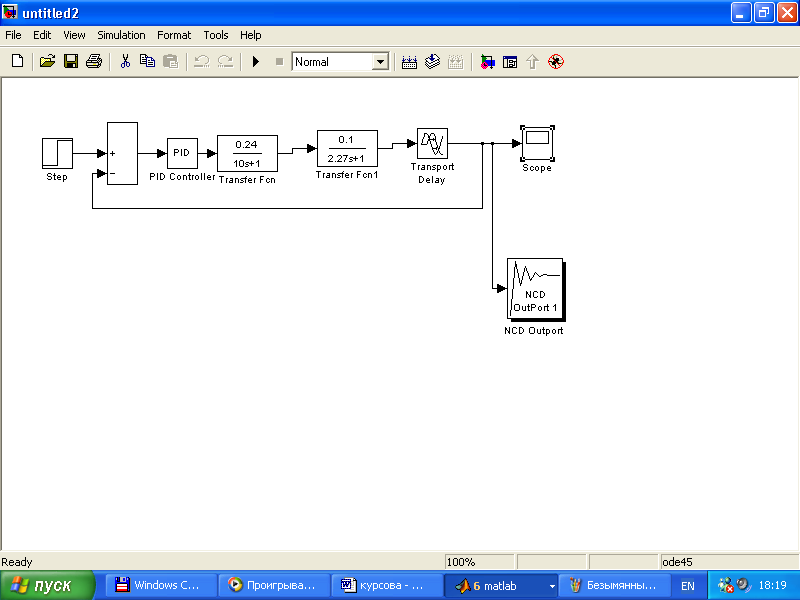 untitled2
File Edit View Simulation Format Tools Help
Normal
Step
+
−
PID
PID Controller
0.24
10s+1
Transfer Fcn
0.1
2.27s+1
Transfer Fcn1
Transport
Delay
Scope
NCD
OutPort 1
NCD Outport
Ready 100% ode45
пуск Windows C... Проигрыва... курсова - ... 6 matlab Безымянны... EN 18:19